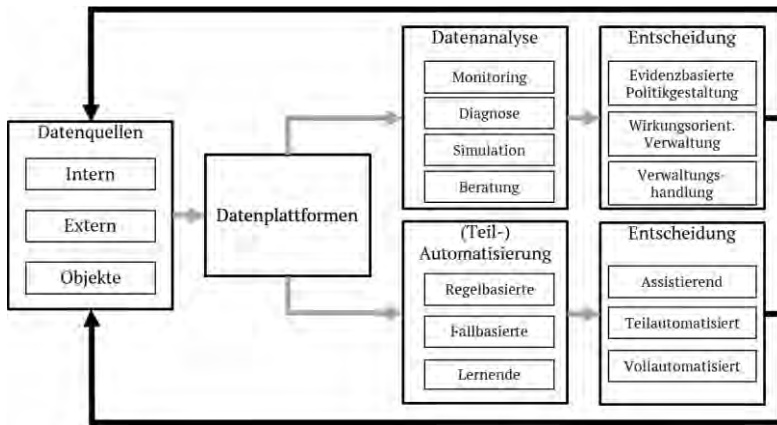 Datenquellen
Intern
Extern
Objekte
Datenplattformen
Datenanalyse
Monitoring
Diagnose
Simulation
Beratung
Entscheidung
Evidenzbasierte
Politikgestaltung
Wirkungsorient.
Verwaltung
Verwaltungs-
handlung
(Teil-)
Automatisierung
Regelbasierte
Fallbasierte
Lernende
Entscheidung
Assistierend
Teilautomatisiert
Vollautomatisiert